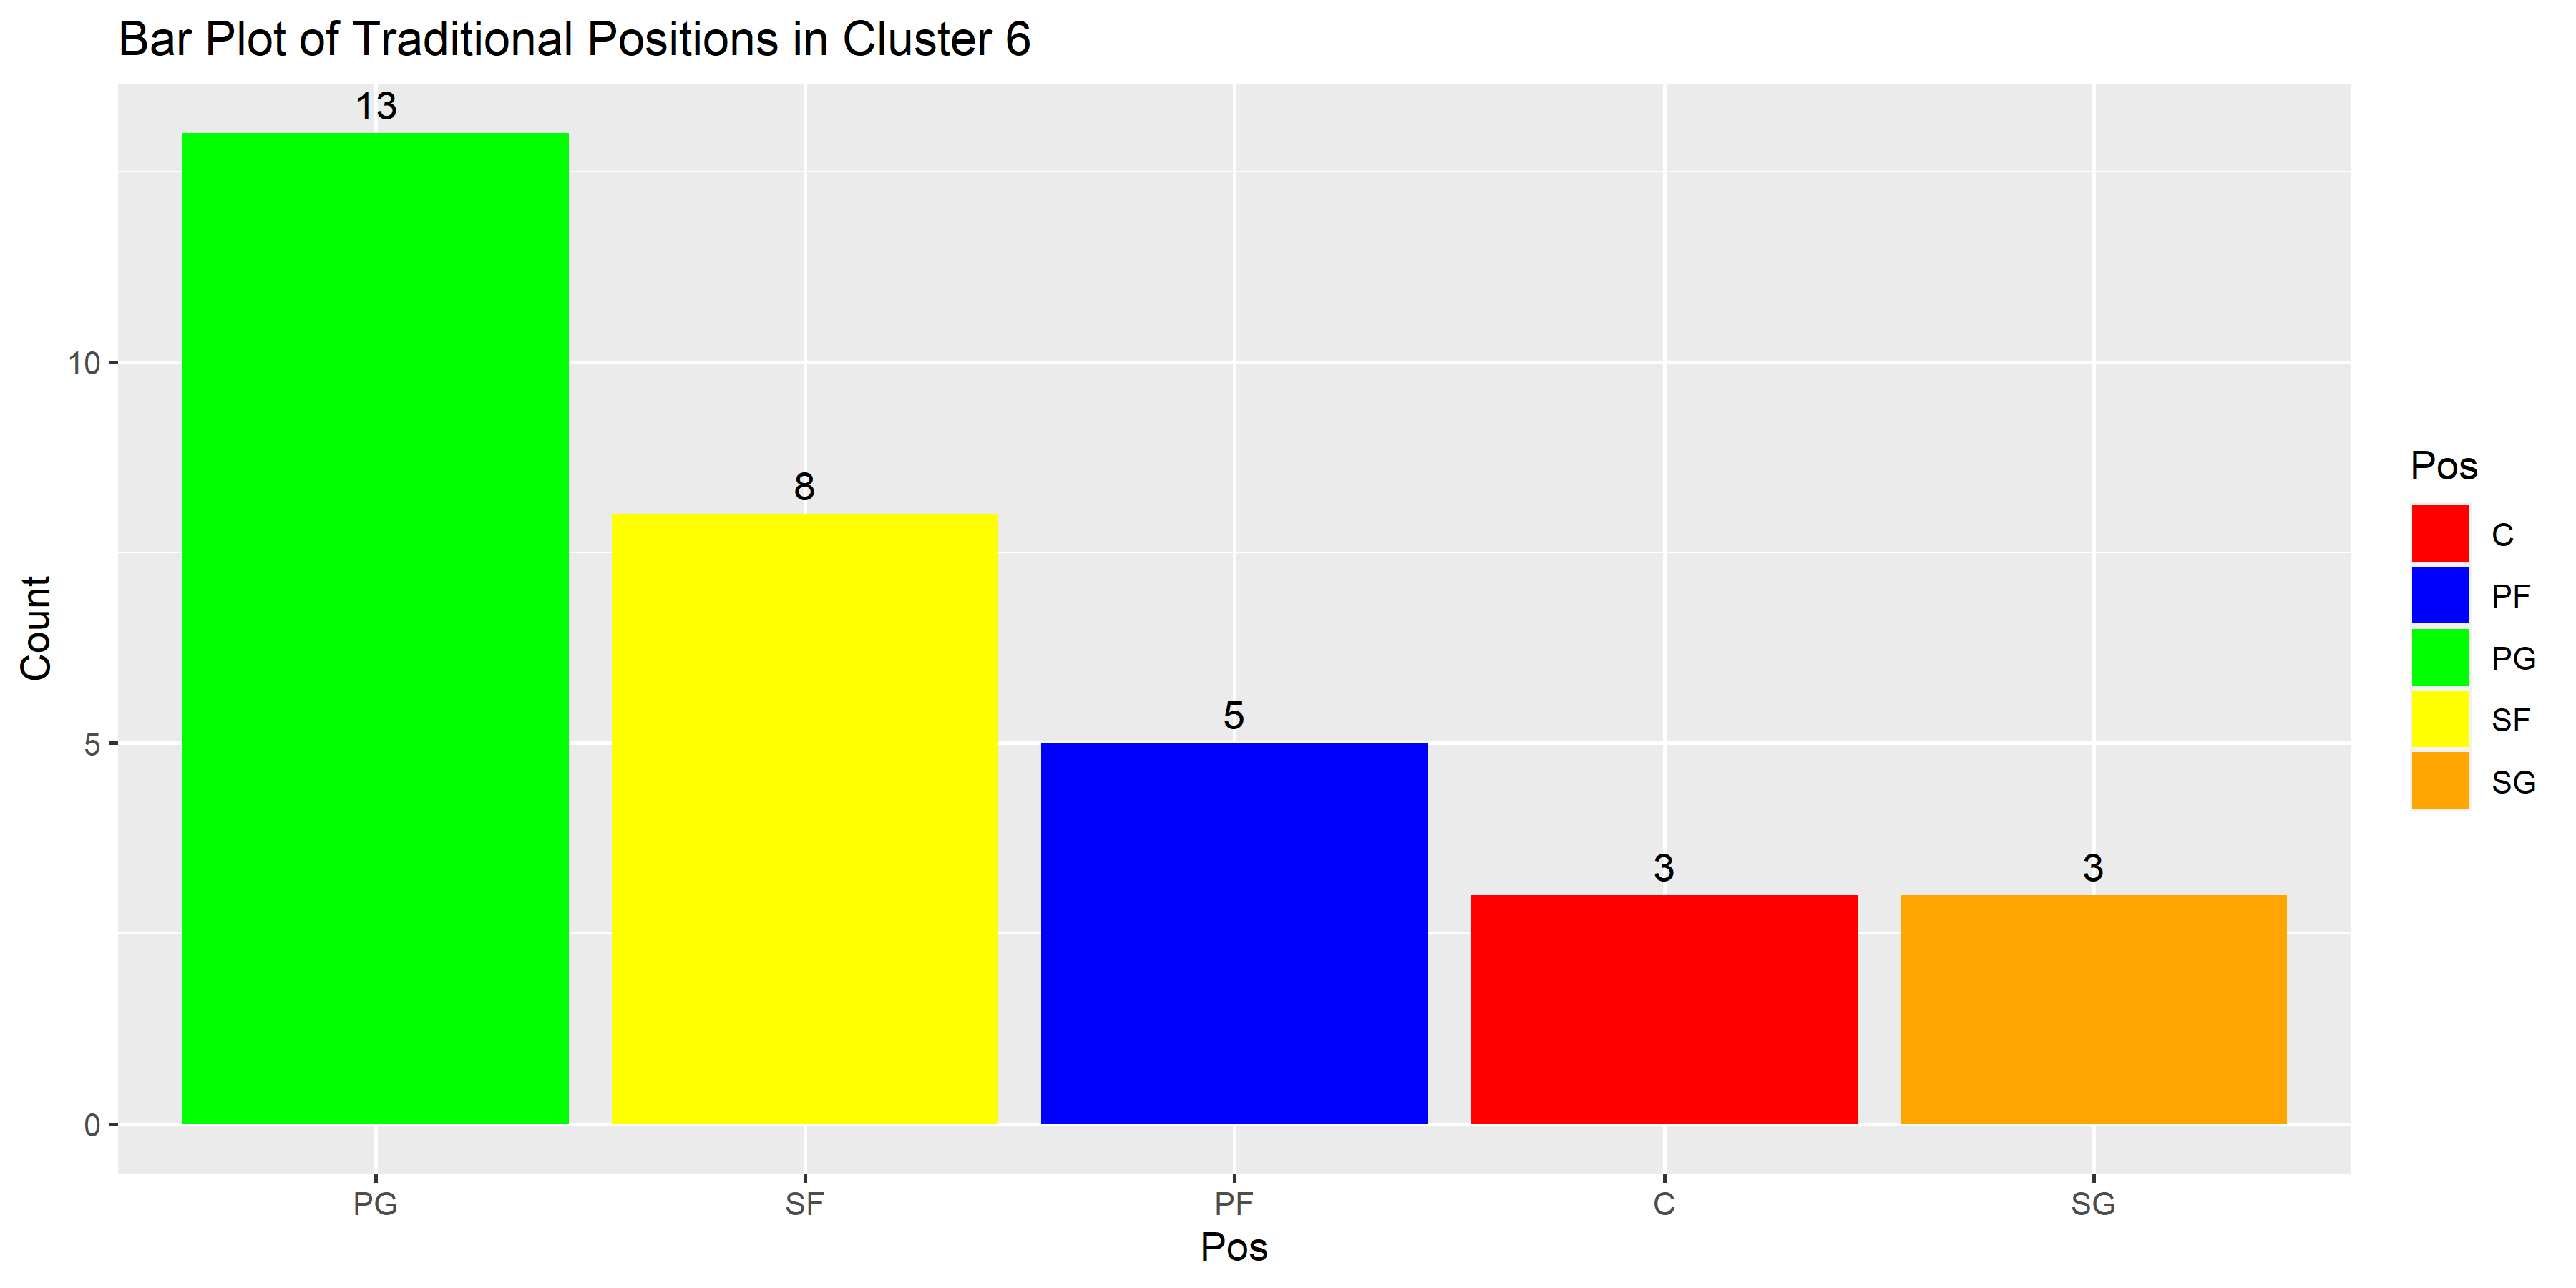 Bar Plot of Traditional Positions in Cluster 6
13
8
5
3
3
10
5
0
Count
PG
SF
PF
C
SG
Pos
Pos
C
PF
PG
SF
SG